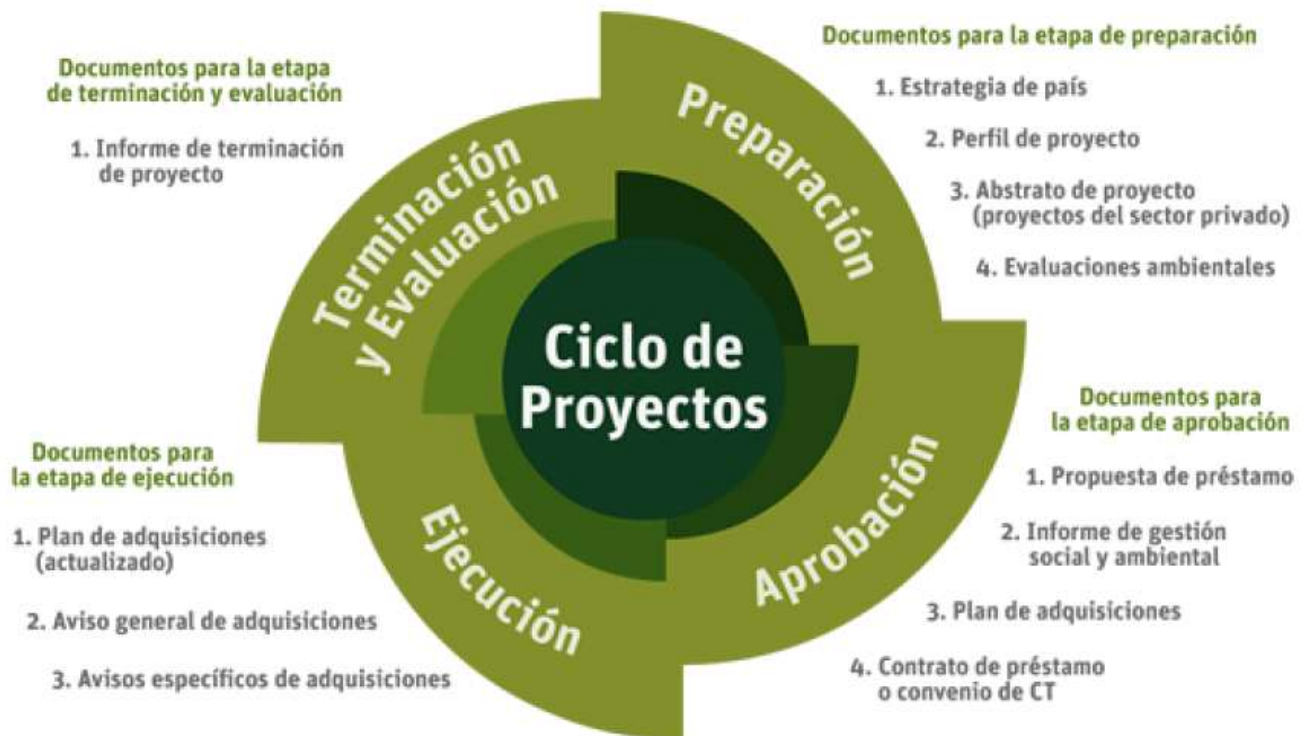 Documentos para la etapa
de terminación y evaluación
1. Informe de terminación
de proyecto
Terminación
y Evaluación
Preparación
Documentos para la etapa de preparación
1. Estrategia de país
2. Perfil de proyecto
3. Abstrato de proyecto
(proyectos del sector privado)
4. Evaluaciones ambientales
Ciclo de
Proyectos
Aprobación
Documentos para
la etapa de aprobación
1. Propuesta de préstamo
2. Informe de gestión
social y ambiental
3. Plan de adquisiciones
4. Contrato de préstamo
o convenio de CT
Ejecución
Documentos para
la etapa de ejecución
1. Plan de adquisiciones
(actualizado)
2. Aviso general de adquisiciones
3. Avisos específicos de adquisiciones